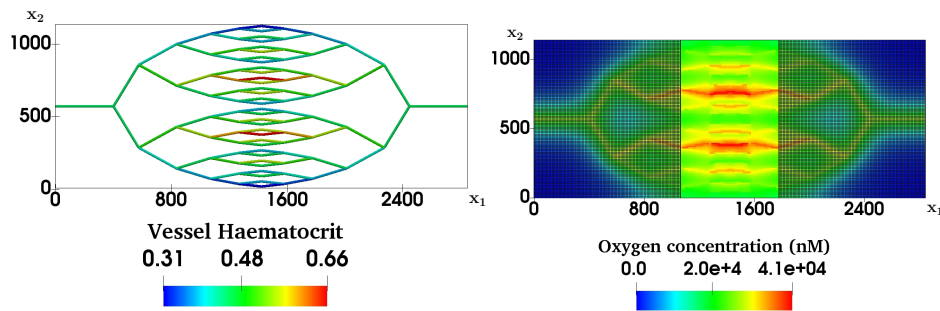 x₂
1000
500
0
0 800 1600 2400 x₁
Vessel Haematocrit
0.31 0.48 0.66
x₂
1000
500
0
0 800 1600 2400 x₁
Oxygen concentration (nM)
0.0 2.0e+4 4.1e+04